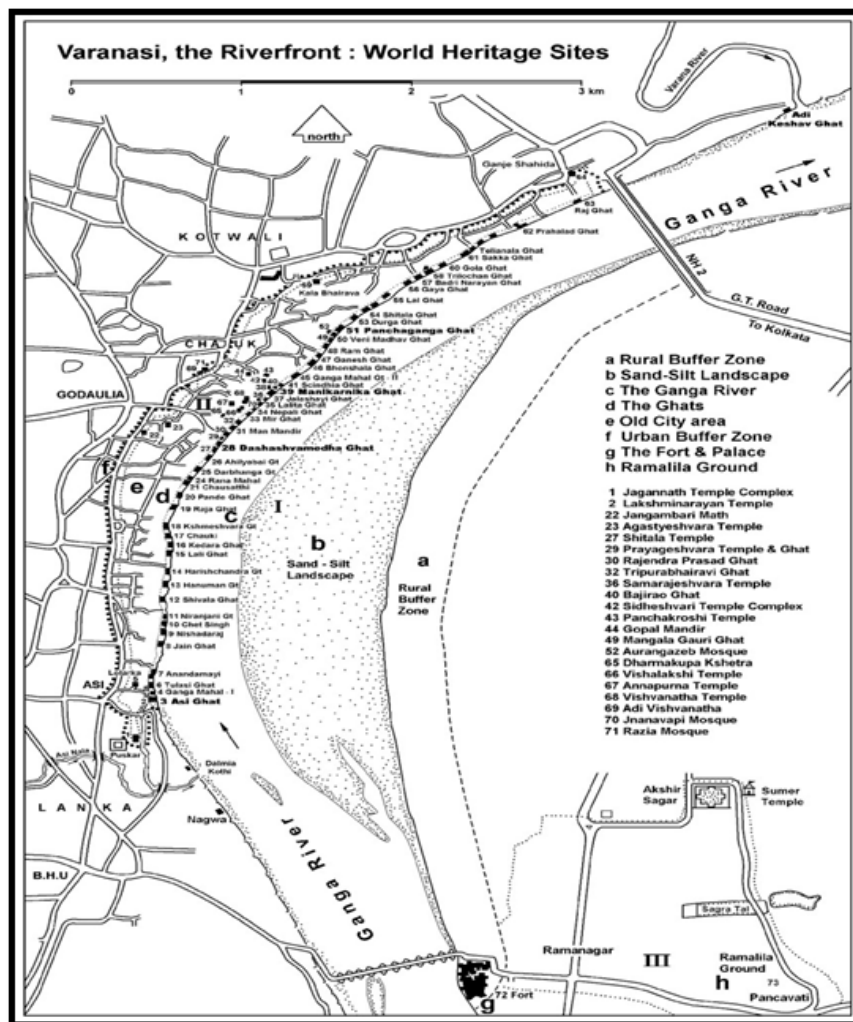 Varanasi, the Riverfront : World Heritage Sites
0 1 2 3 km
north
Varana River
Adi
Keshav Ghat
Ganje Shahida
64
63
Raj Ghat
Ganga River
NH 2
G.T. Road
To Kolkata
KOTWALI
62 Prahalad Ghat
Telianala Ghat
61 Sakka Ghat
60 Gola Ghat
58 Trilochan Ghat
57 Badri Narayan Ghat
56 Gaya Ghat
55 Lal Ghat
Kala Bhairava
54 Shitala Ghat
53 Durga Ghat
52
51 Panchaganga Ghat
49
50 Veni Madhav Ghat
48 Ram Ghat
47 Ganesh Ghat
46 Bhonshala Ghat
45 Ganga Mahal Gt - II
41 Scindhia Ghat
39 Manikarnika Ghat
37 Jalashayi Ghat
35 Lalita Ghat
34 Nepali Ghat
33 Mir Ghat
31 Man Mandir
28 Dashashvamedha Ghat
26 Ahilyabai Gt
25 Darbhanga Gt
24 Rana Mahal
21 Chausatthi
20 Pande Ghat
19 Raja Ghat
18 Kshmeshvara Gt
17 Chauki
16 Kedara Ghat
15 Lali Ghat
14 Harishchandra Gt
13 Hanuman Gt
12 Shivala Ghat
11 Niranjani Gt
10 Chet Singh
9 Nishadaraj
8 Jain Ghat
7 Anandamayi
6 Tulasi Ghat
4 Ganga Mahal - I
3 Asi Ghat
CHAUK
71
GODAULIA
II
22
23
f
e
d
c
I
b
Sand - Silt
Landscape
a
Rural
Buffer
Zone
a Rural Buffer Zone
b Sand-Silt Landscape
c The Ganga River
d The Ghats
e Old City area
f Urban Buffer Zone
g The Fort & Palace
h Ramalila Ground
1 Jagannath Temple Complex
2 Lakshminarayan Temple
22 Jangambari Math
23 Agastyeshvara Temple
27 Shitala Temple
29 Prayageshvara Temple & Ghat
30 Rajendra Prasad Ghat
32 Tripurabhairavi Ghat
36 Samarajeshvara Temple
40 Bajirao Ghat
42 Sidheshvari Temple Complex
43 Panchakroshi Temple
44 Gopal Mandir
49 Mangala Gauri Ghat
52 Aurangazeb Mosque
65 Dharmakupa Kshetra
66 Vishalakshi Temple
67 Annapurna Temple
68 Vishvanatha Temple
69 Adi Vishvanatha
70 Jnanavapi Mosque
71 Razia Mosque
ASI
Asi Nala
Puskar
Dalmia
Kothi
LANKA
Nagwa
B.H.U
Ganga River
Akshir
Sagar
Sumer
Temple
Sagra Tal
Ramanagar
III
Ramalila
Ground
h
73
Pancavati
72 Fort
g